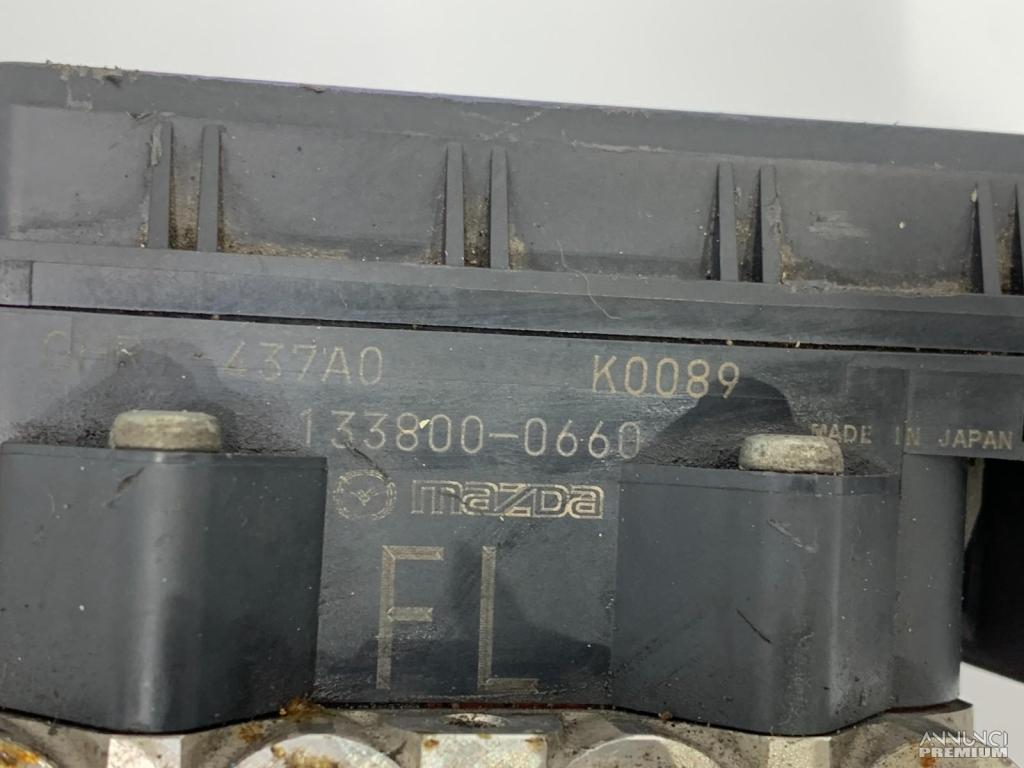 437A0 K0089
133800-0660
MADE IN JAPAN
mazda
FL
ANNUNCI
PREMIUM